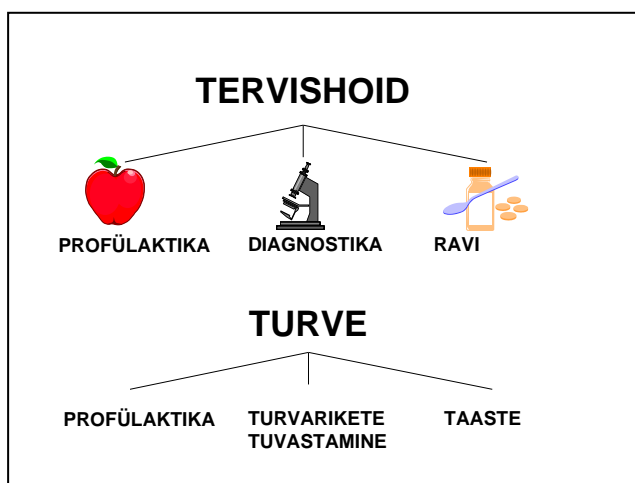 TERVISHOID
PROFÜLAKTIKA DIAGNOSTIKA RAVI
TURVE
PROFÜLAKTIKA TURVARIKETE TAASTE
TUVASTAMINE